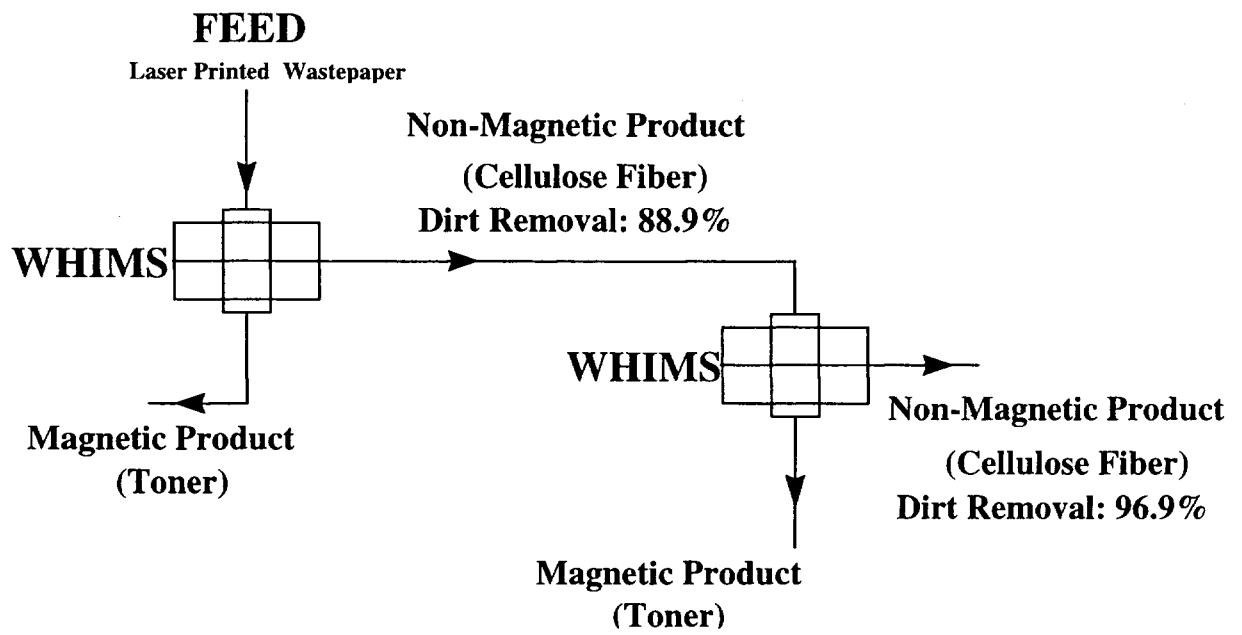 FEED
Laser Printed Wastepaper
Non-Magnetic Product
(Cellulose Fiber)
Dirt Removal: 88.9%
WHIMS
Magnetic Product
(Toner)
WHIMS
Non-Magnetic Product
(Cellulose Fiber)
Dirt Removal: 96.9%
Magnetic Product
(Toner)